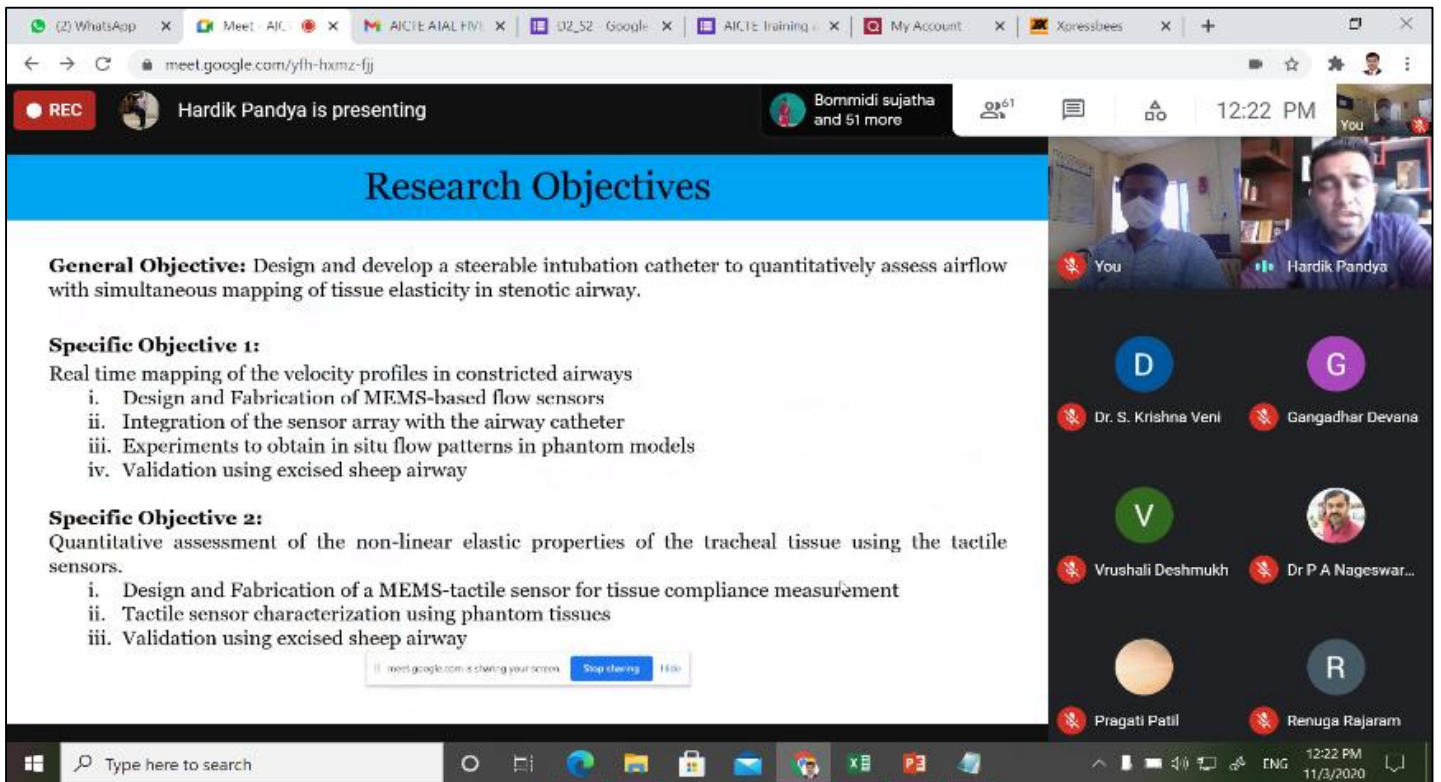 (2) WhatsApp
Meet - AIC
AICTE ATAL FIVE
D2_S2 - Google
AICTE Training a
My Account
Xpressbees
meet.google.com/yfh-hxmz-fjj
REC
Hardik Pandya is presenting
Bommidi sujatha
and 51 more
61
12:22 PM
You
Research Objectives
General Objective: Design and develop a steerable intubation catheter to quantitatively assess airflow
with simultaneous mapping of tissue elasticity in stenotic airway.
Specific Objective 1:
Real time mapping of the velocity profiles in constricted airways
i. Design and Fabrication of MEMS-based flow sensors
ii. Integration of the sensor array with the airway catheter
iii. Experiments to obtain in situ flow patterns in phantom models
iv. Validation using excised sheep airway
Specific Objective 2:
Quantitative assessment of the non-linear elastic properties of the tracheal tissue using the tactile
sensors.
i. Design and Fabrication of a MEMS-tactile sensor for tissue compliance measurement
ii. Tactile sensor characterization using phantom tissues
iii. Validation using excised sheep airway
meet.google.com is sharing your screen. Stop sharing Hide
You
Hardik Pandya
D
G
Dr. S. Krishna Veni
Gangadhar Devana
V
Vrushali Deshmukh
Dr P A Nageswar...
R
Pragati Patil
Renuga Rajaram
Type here to search
ENG
12:22 PM
11/3/2020